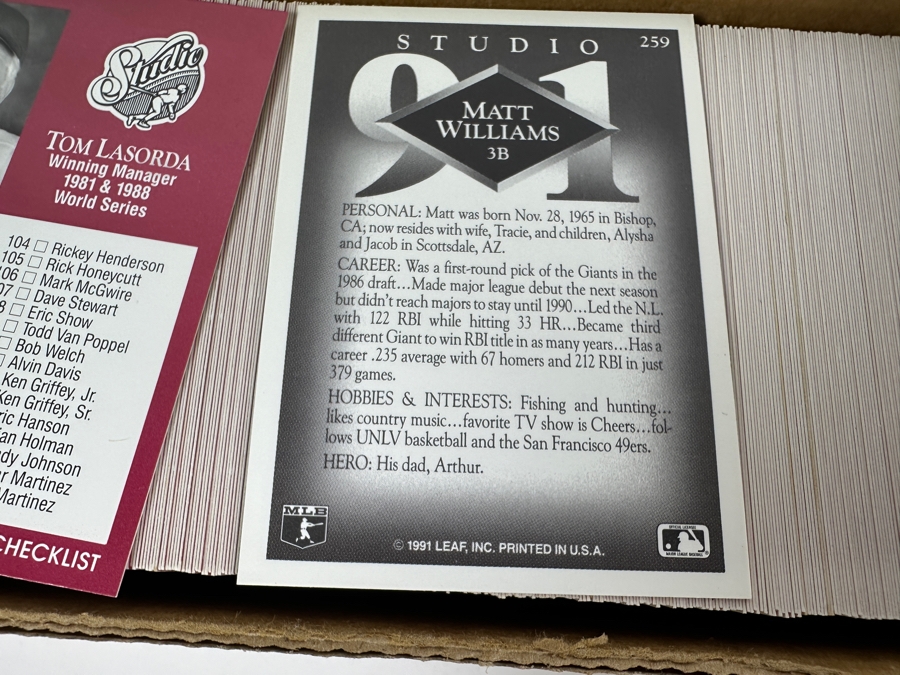 Studio
TOM LASORDA
Winning Manager
1981 & 1988
World Series
104 Rickey Henderson
105 Rick Honeycutt
106 Mark McGwire
Dave Stewart
Eric Show
Todd Van Poppel
Bob Welch
Alvin Davis
Ken Griffey, Jr.
Ken Griffey, Sr.
Hanson
Holman
Johnson
Martinez
Martinez
CHECKLIST
STUDIO 259
91
MATT
WILLIAMS
3B
PERSONAL: Matt was born Nov. 28, 1965 in Bishop,
CA; now resides with wife, Tracie, and children, Alysha
and Jacob in Scottsdale, AZ.
CAREER: Was a first-round pick of the Giants in the
1986 draft...Made major league debut the next season
but didn't reach majors to stay until 1990...Led the N.L.
with 122 RBI while hitting 33 HR...Became third
different Giant to win RBI title in as many years...Has a
career .235 average with 67 homers and 212 RBI in just
379 games.
HOBBIES & INTERESTS: Fishing and hunting...
likes country music...favorite TV show is Cheers...fol-
lows UNLV basketball and the San Francisco 49ers.
HERO: His dad, Arthur.
MLB
© 1991 LEAF, INC. PRINTED IN U.S.A.
OFFICIAL LICENSEE
MAJOR LEAGUE BASEBALL